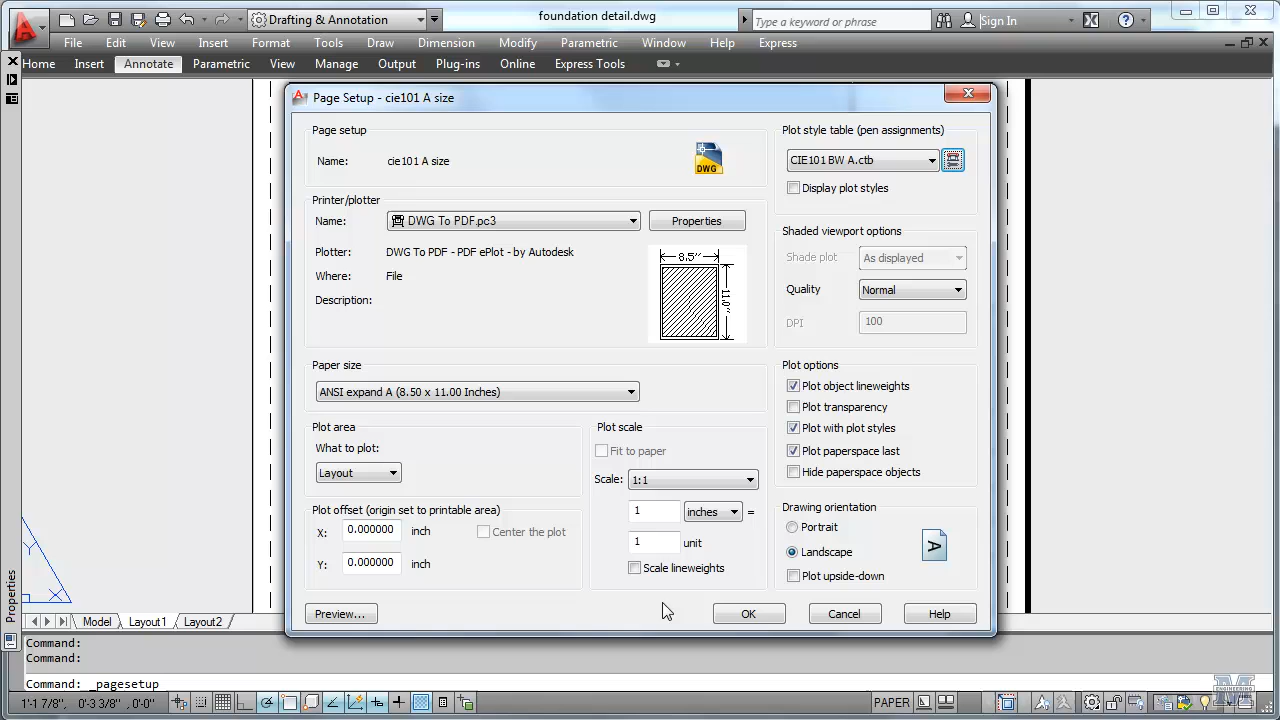 Drafting & Annotation
foundation detail.dwg
Type a keyword or phrase
Sign In
File Edit View Insert Format Tools Draw Dimension Modify Parametric Window Help Express
Home Insert Annotate Parametric View Manage Output Plug-ins Online Express Tools
Page Setup - cie101 A size
Page setup
Name: cie101 A size
DWG
Printer/plotter
Name: DWG To PDF.pc3 Properties
Plotter: DWG To PDF - PDF ePlot - by Autodesk
Where: File
Description:
8.5''
11.0''
Paper size
ANSI expand A (8.50 x 11.00 Inches)
Plot area
What to plot:
Layout
Plot offset (origin set to printable area)
X: 0.000000 inch Center the plot
Y: 0.000000 inch
Plot scale
Fit to paper
Scale: 1:1
1 inches =
1 unit
Scale lineweights
Plot style table (pen assignments)
CIE101 BW A.ctb
Display plot styles
Shaded viewport options
Shade plot As displayed
Quality Normal
DPI 100
Plot options
Plot object lineweights
Plot transparency
Plot with plot styles
Plot paperspace last
Hide paperspace objects
Drawing orientation
Portrait
Landscape
A
Plot upside-down
Preview... OK Cancel Help
Y
X
Properties
Model Layout1 Layout2
Command:
Command:
Command: _pagesetup
1'-1 7/8", 0'-3 3/8", 0'-0" PAPER
ENGINEERING